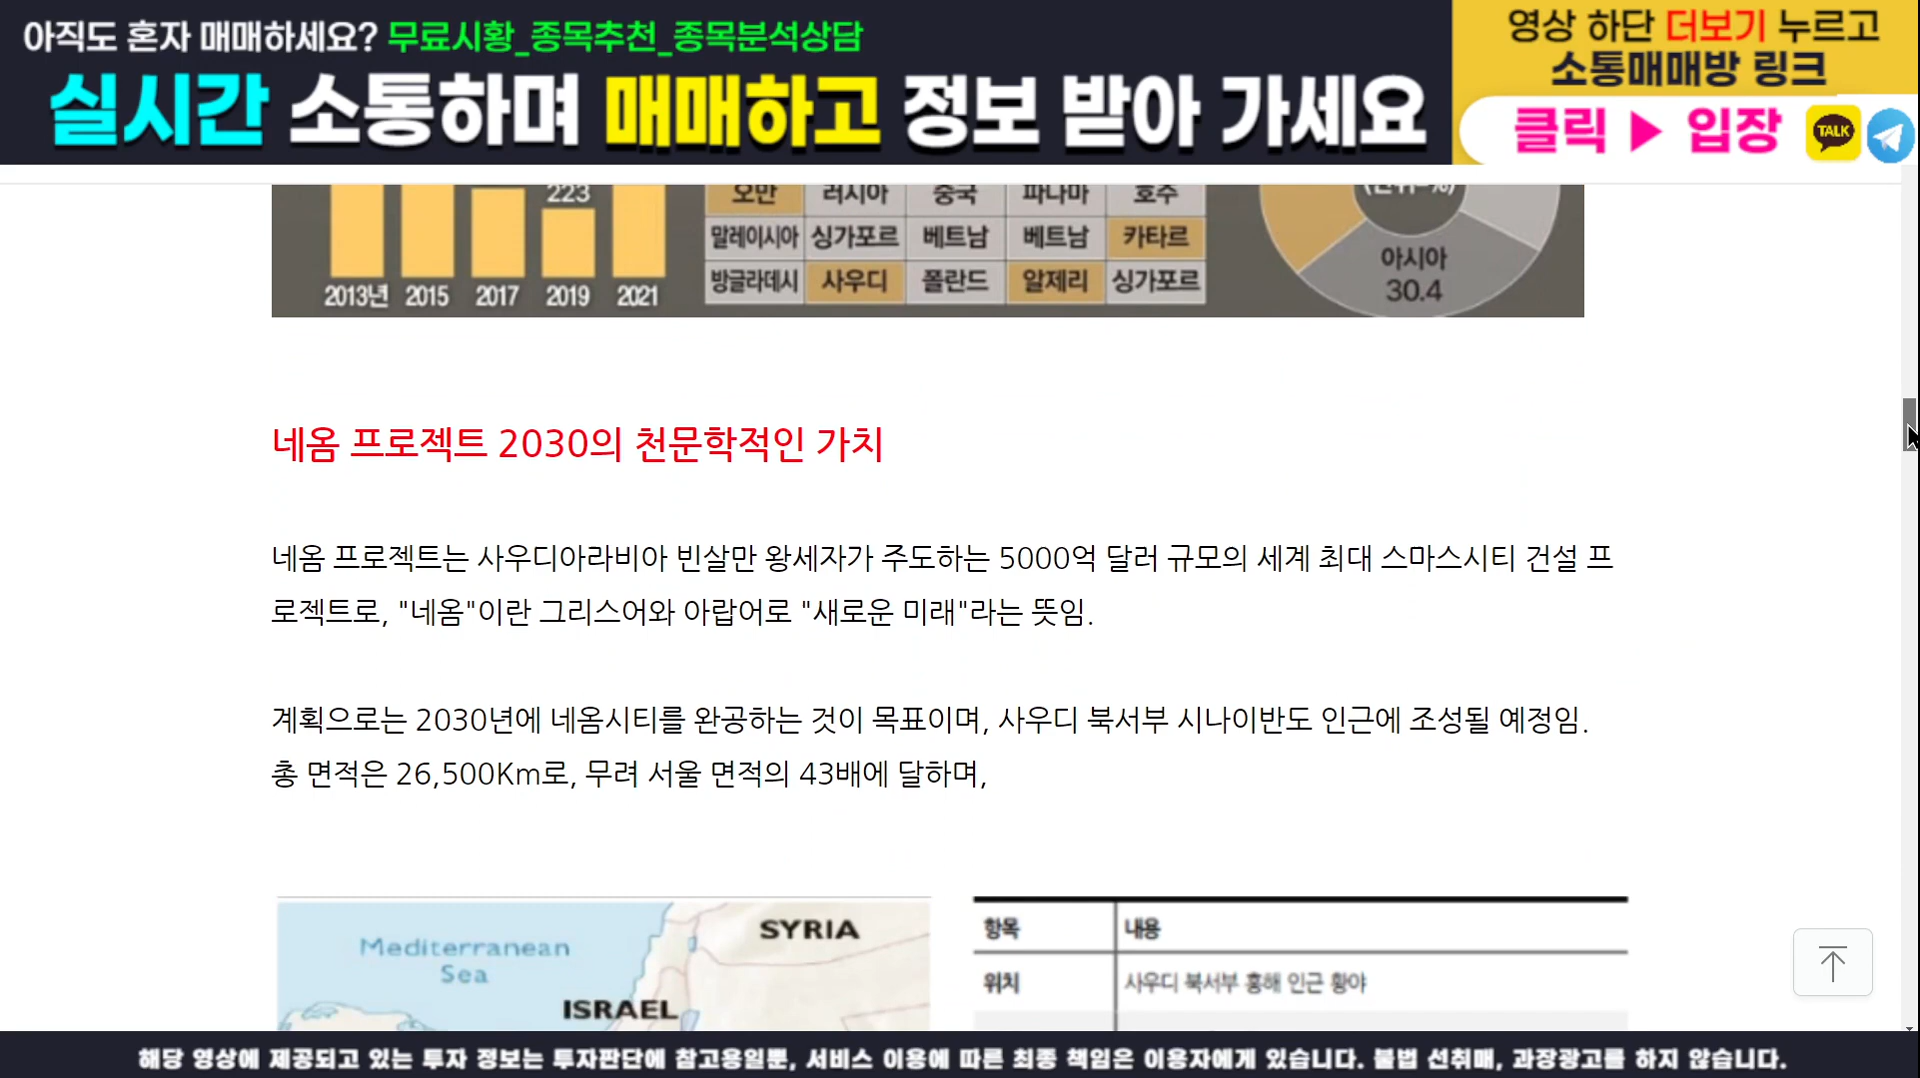 아직도 혼자 매매하세요? 무료시황_종목추천_종목분석상담
실시간 소통하며 매매하고 정보 받아 가세요
영상 하단 더보기 누르고
소통매매방 링크
클릭 ▶ 입장
TALK
223
2013년 2015 2017 2019 2021
오만 러시아 중국 파나마 호주
말레이시아 싱가포르 베트남 베트남 카타르
방글라데시 사우디 폴란드 알제리 싱가포르
(단위=%)
아시아
30.4
네옴 프로젝트 2030의 천문학적인 가치
네옴 프로젝트는 사우디아라비아 빈살만 왕세자가 주도하는 5000억 달러 규모의 세계 최대 스마스시티 건설 프
로젝트로, "네옴"이란 그리스어와 아랍어로 "새로운 미래"라는 뜻임.
계획으로는 2030년에 네옴시티를 완공하는 것이 목표이며, 사우디 북서부 시나이반도 인근에 조성될 예정임.
총 면적은 26,500Km로, 무려 서울 면적의 43배에 달하며,
Mediterranean
Sea
SYRIA
ISRAEL
항목 내용
위치 사우디 북서부 홍해 인근 황야
해당 영상에 제공되고 있는 투자 정보는 투자판단에 참고용일뿐, 서비스 이용에 따른 최종 책임은 이용자에게 있습니다. 불법 선취매, 과장광고를 하지 않습니다.